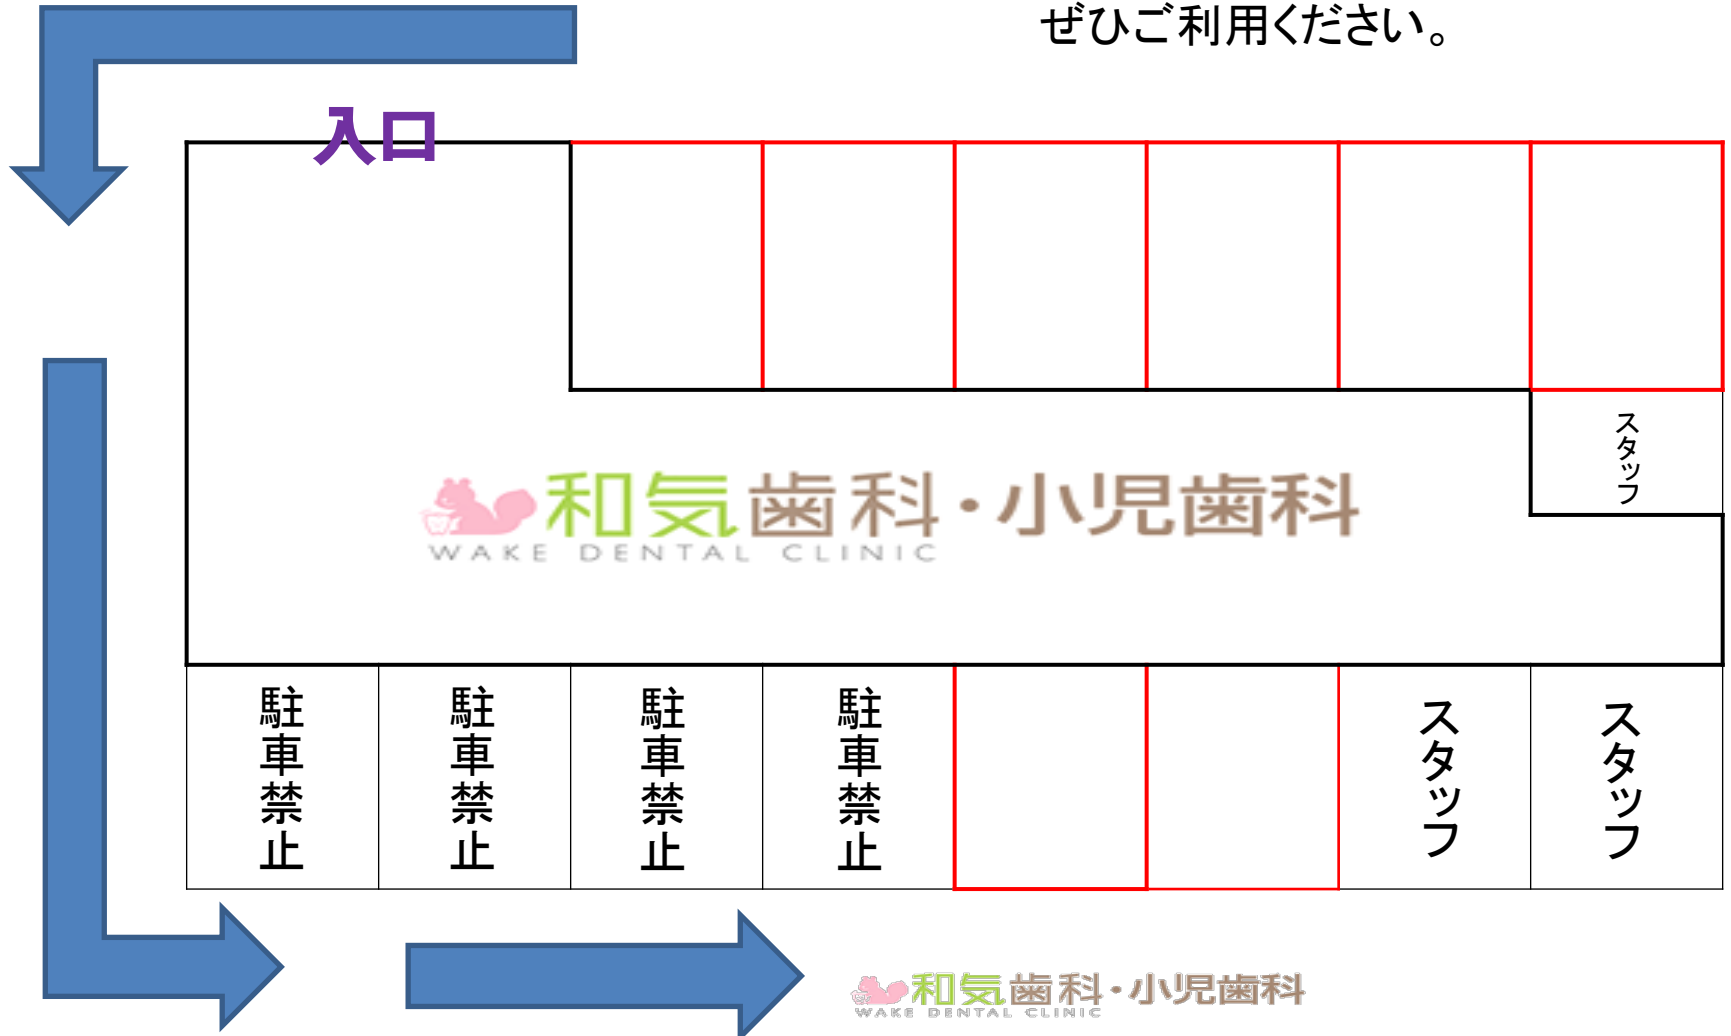 ぜひご利用ください。
入口
スタッフ
和気歯科・小児歯科
WAKE DENTAL CLINIC
駐車禁止
駐車禁止
駐車禁止
駐車禁止
スタッフ
スタッフ
和気歯科・小児歯科
WAKE DENTAL CLINIC